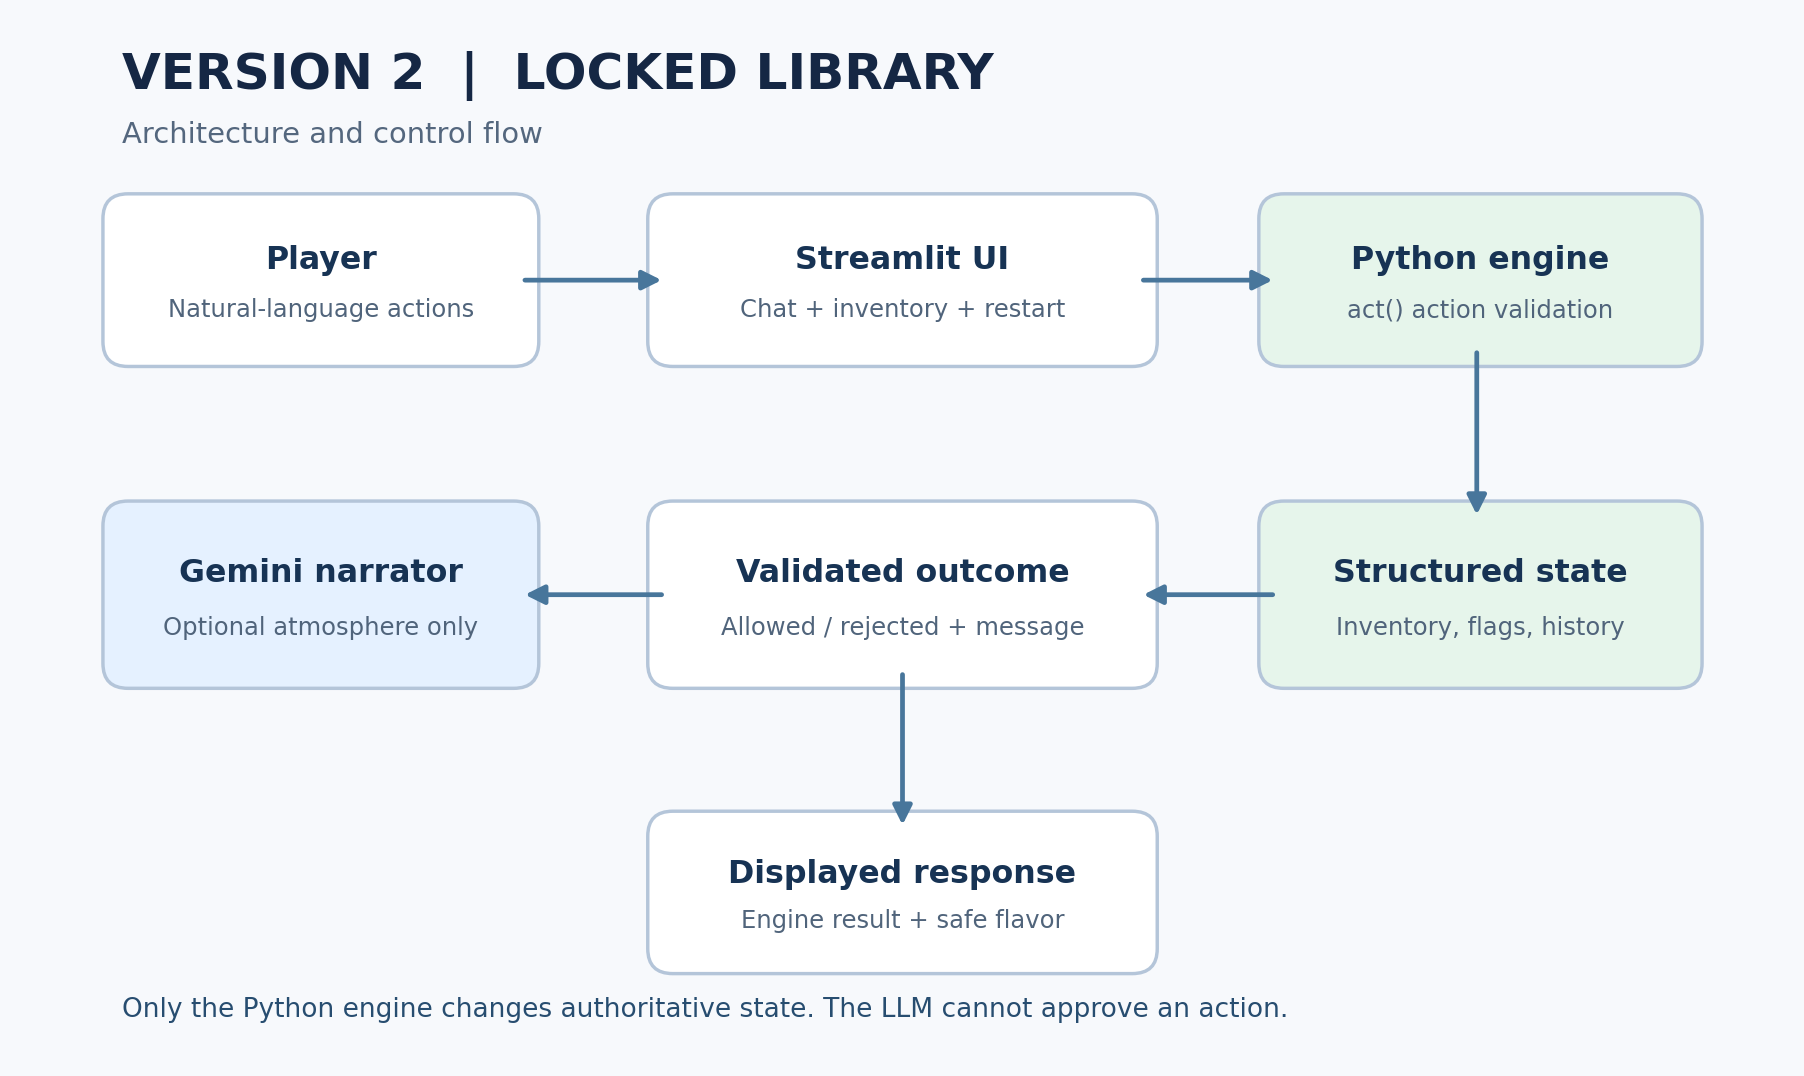 VERSION 2 | LOCKED LIBRARY
Architecture and control flow
Player
Natural-language actions
Streamlit UI
Chat + inventory + restart
Python engine
act() action validation
Gemini narrator
Optional atmosphere only
Validated outcome
Allowed / rejected + message
Structured state
Inventory, flags, history
Displayed response
Engine result + safe flavor
Only the Python engine changes authoritative state. The LLM cannot approve an action.